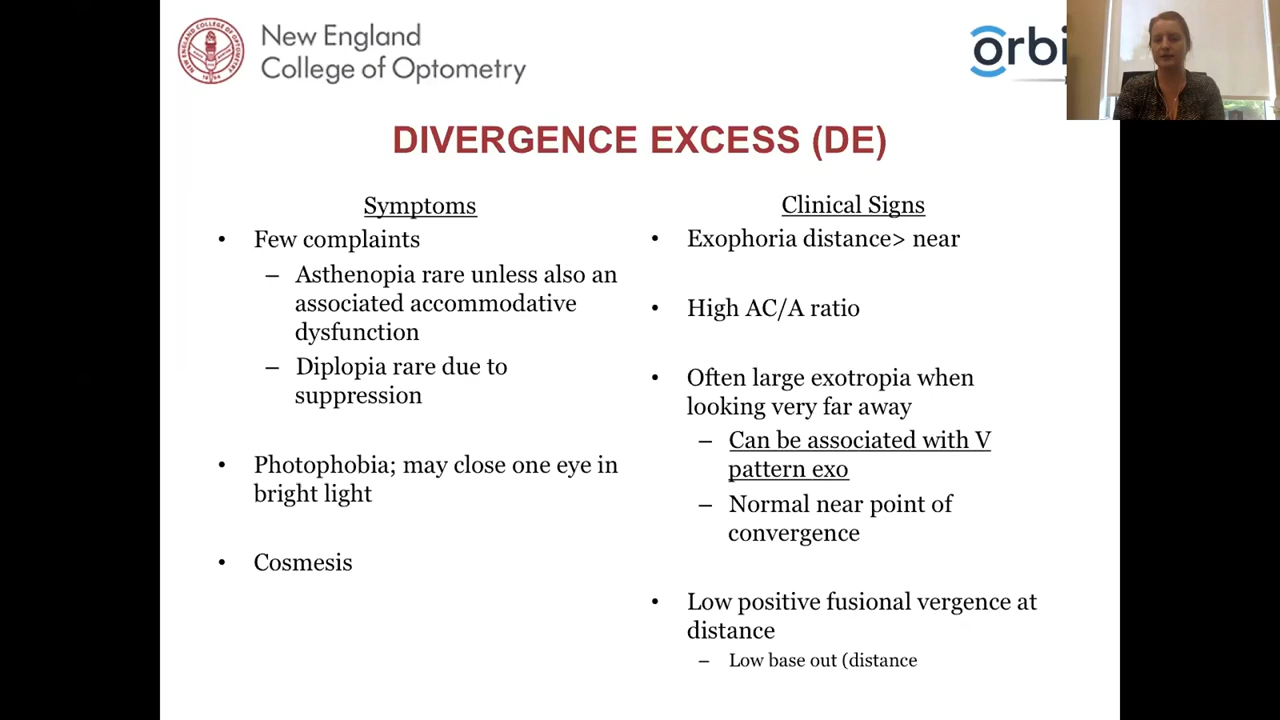 New England
College of Optometry
orbi
DIVERGENCE EXCESS (DE)
Symptoms
• Few complaints
– Asthenopia rare unless also an
associated accommodative
dysfunction
– Diplopia rare due to
suppression
• Photophobia; may close one eye in
bright light
• Cosmesis
Clinical Signs
• Exophoria distance> near
• High AC/A ratio
• Often large exotropia when
looking very far away
– Can be associated with V
pattern exo
– Normal near point of
convergence
• Low positive fusional vergence at
distance
– Low base out (distance